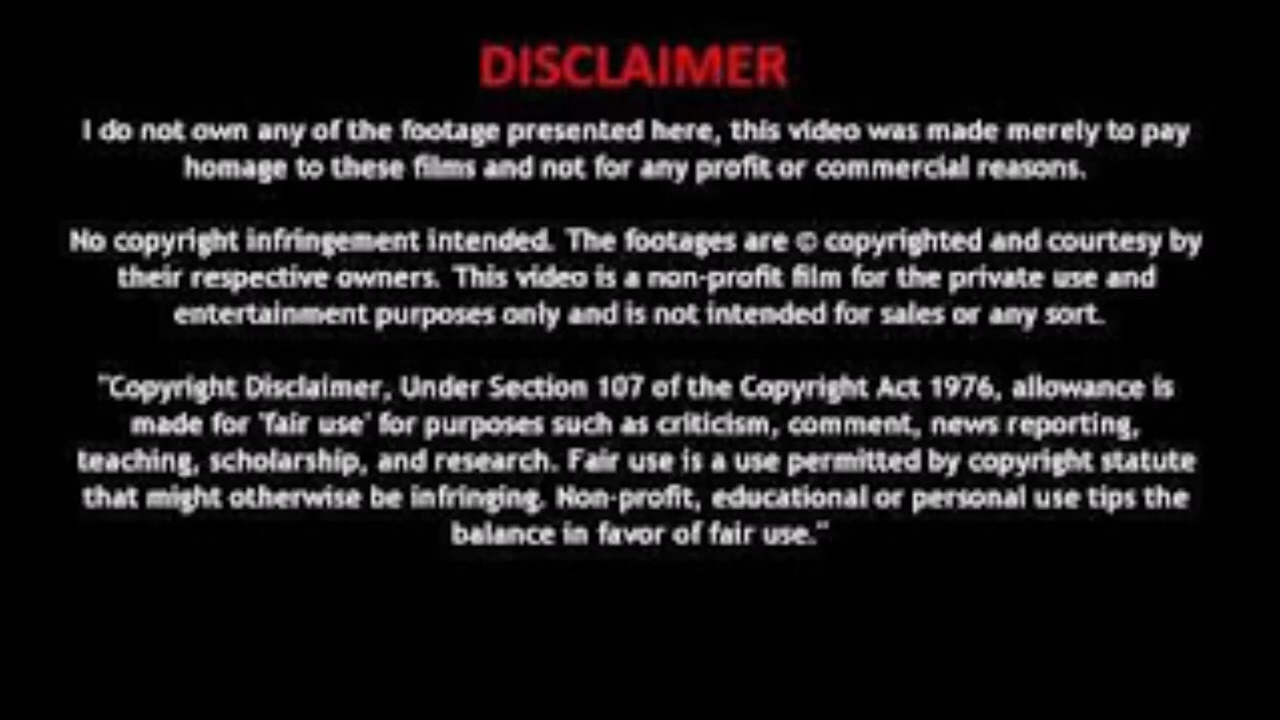 DISCLAIMER
I do not own any of the footage presented here, this video was made merely to pay
homage to these films and not for any profit or commercial reasons.
No copyright infringement intended. The footages are © copyrighted and courtesy by
their respective owners. This video is a non-profit film for the private use and
entertainment purposes only and is not intended for sales or any sort.
"Copyright Disclaimer, Under Section 107 of the Copyright Act 1976, allowance is
made for 'fair use' for purposes such as criticism, comment, news reporting,
teaching, scholarship, and research. Fair use is a use permitted by copyright statute
that might otherwise be infringing. Non-profit, educational or personal use tips the
balance in favor of fair use."